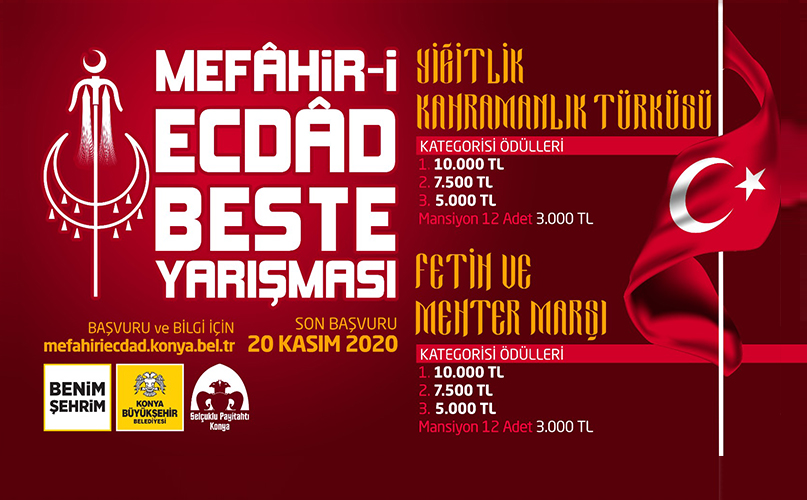 MEFÂHİR-İ
ECDÂD
BESTE
YARIŞMASI
BAŞVURU ve BİLGİ İÇİN
mefahiriecdad.konya.bel.tr
SON BAŞVURU
20 KASIM 2020
BENİM
ŞEHRİM
KONYA
BÜYÜKŞEHİR
BELEDİYESİ
Selçuklu Payitahtı
Konya
YİĞİTLİK
KAHRAMANLIK TÜRKÜSÜ
KATEGORİSİ ÖDÜLLERİ
1. 10.000 TL
2. 7.500 TL
3. 5.000 TL
Mansiyon 12 Adet 3.000 TL
FETİH VE
MEHTER MARŞI
KATEGORİSİ ÖDÜLLERİ
1. 10.000 TL
2. 7.500 TL
3. 5.000 TL
Mansiyon 12 Adet 3.000 TL